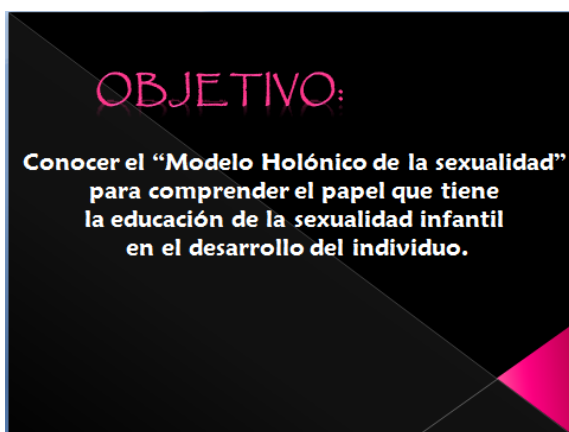 OBJETIVO:
Conocer el “Modelo Holónico de la sexualidad”
para comprender el papel que tiene
la educación de la sexualidad infantil
en el desarrollo del individuo.